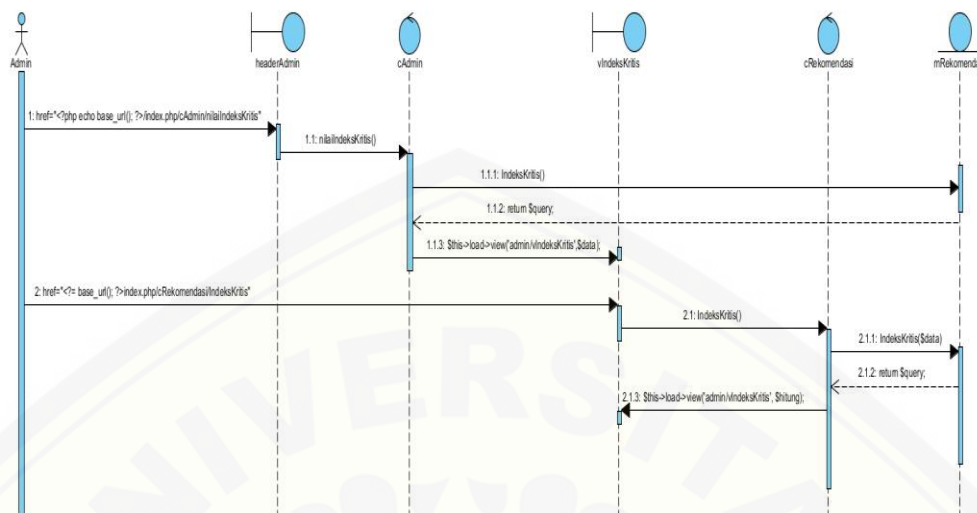 Admin
headerAdmin
cAdmin
vIndeksKritis
cRekomendasi
mRekomenda
1: href="<?php echo base_url(); ?>/index.php/cAdmin/nilaiIndeksKritis"
1.1: nilaiIndeksKritis()
1.1.1: IndeksKritis()
1.1.2: return $query;
1.1.3: $this->load->view('admin/vIndeksKritis',$data);
2: href="<?= base_url(); ?>index.php/cRekomendasi/IndeksKritis"
2.1: IndeksKritis()
2.1.1: IndeksKritis($data)
2.1.2: return $query;
2.1.3: $this->load->view('admin/vIndeksKritis', $hitung);
NIVERSITA